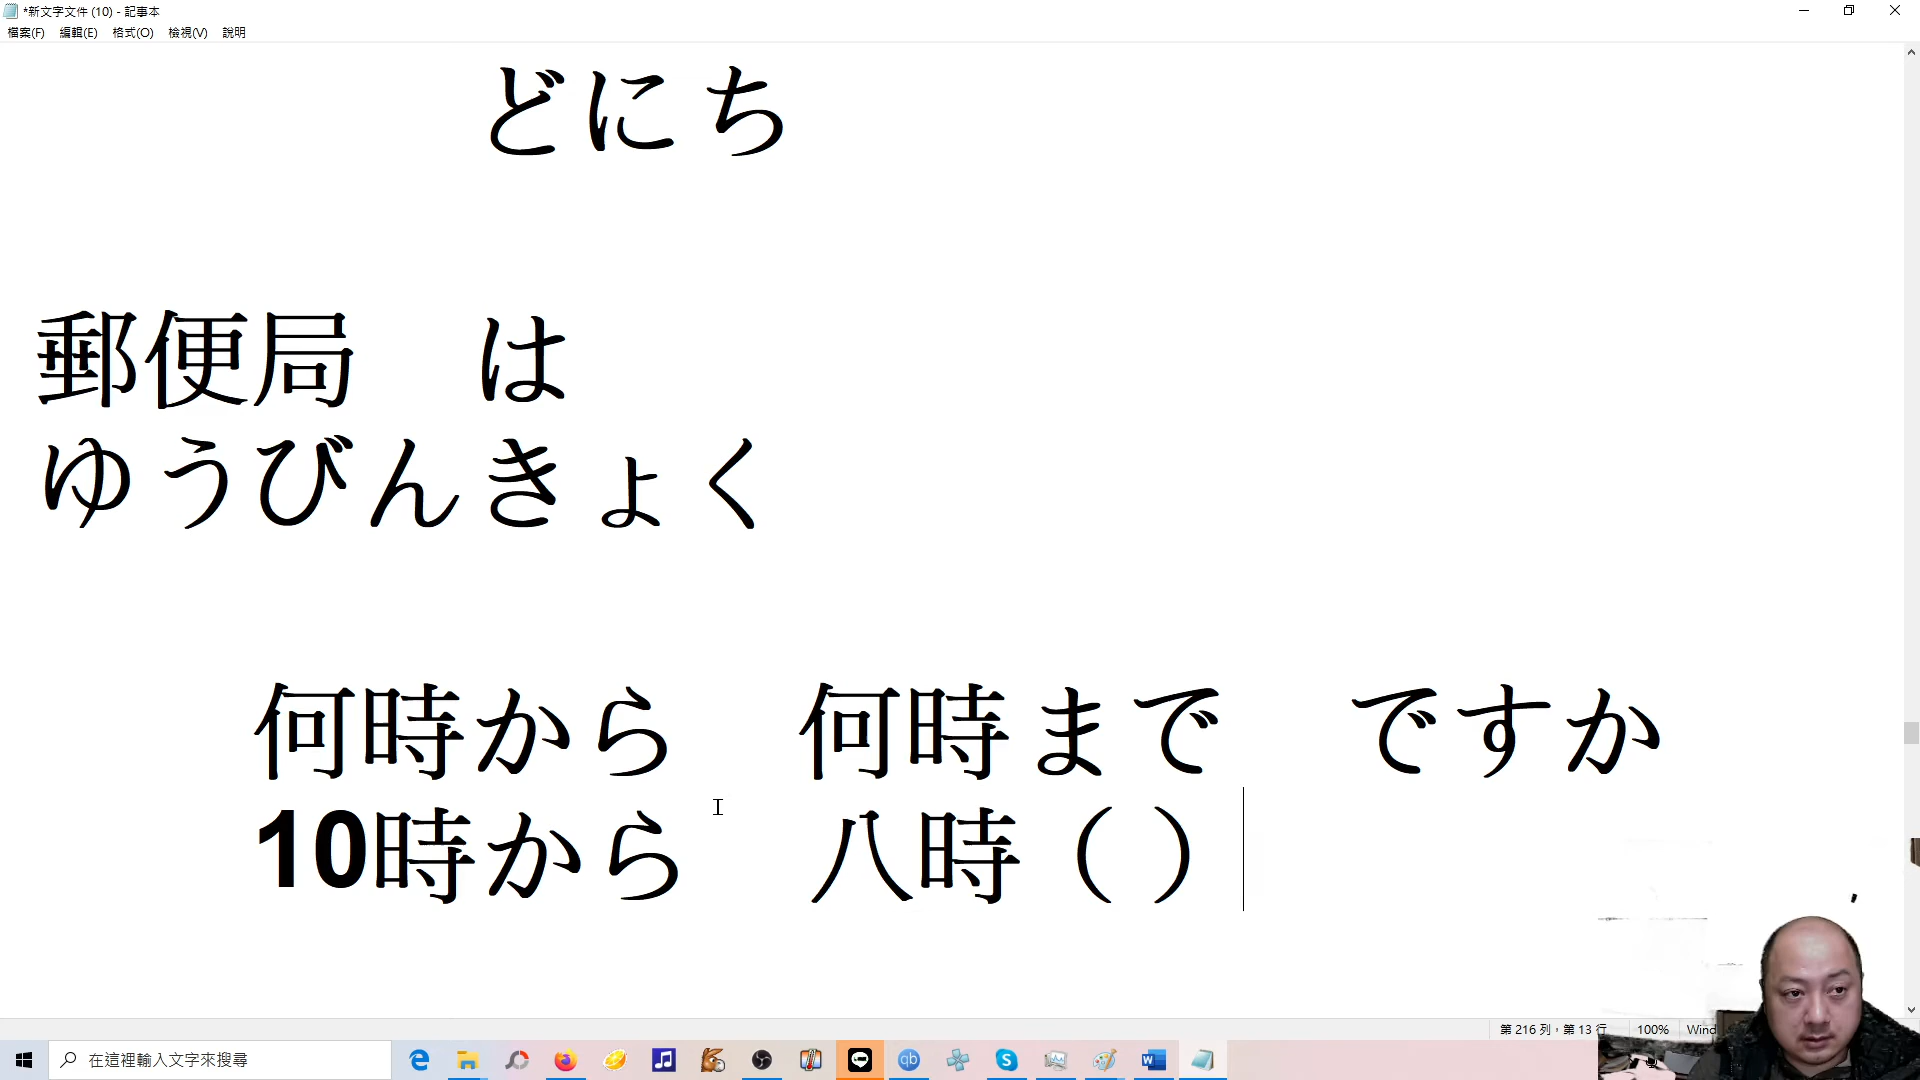 *新文字文件 (10) - 記事本
檔案(F) 編輯(E) 格式(O) 檢視(V) 說明
どにち
郵便局　は
ゆうびんきょく
何時から　何時まで　ですか
10時から　八時（）
第 216 列，第 13 行 100% Wind
在這裡輸入文字來搜尋